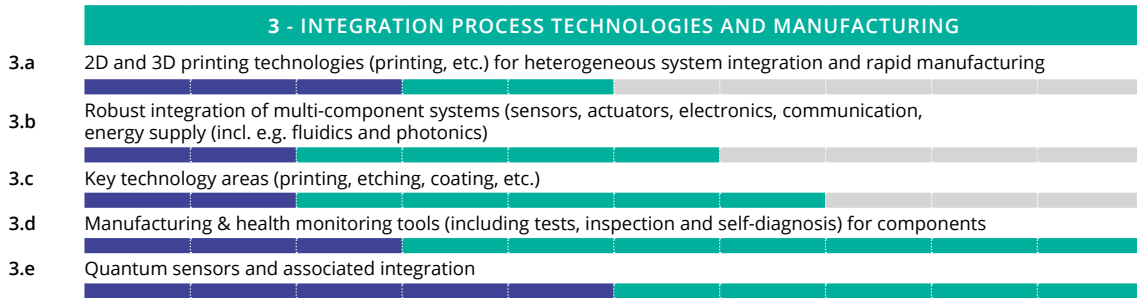 3 - INTEGRATION PROCESS TECHNOLOGIES AND MANUFACTURING
3.a 2D and 3D printing technologies (printing, etc.) for heterogeneous system integration and rapid manufacturing
3.b Robust integration of multi-component systems (sensors, actuators, electronics, communication,
energy supply (incl. e.g. fluidics and photonics)
3.c Key technology areas (printing, etching, coating, etc.)
3.d Manufacturing & health monitoring tools (including tests, inspection and self-diagnosis) for components
3.e Quantum sensors and associated integration